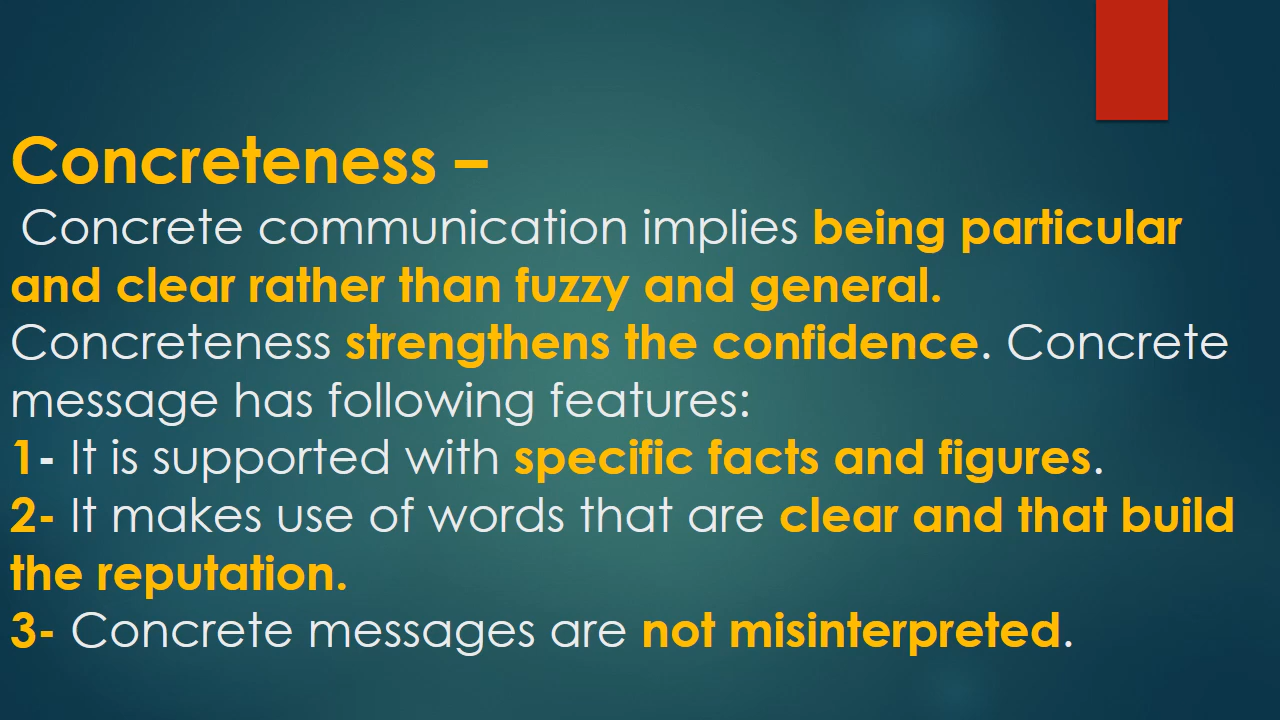 Concreteness –
Concrete communication implies being particular
and clear rather than fuzzy and general.
Concreteness strengthens the confidence. Concrete
message has following features:
1- It is supported with specific facts and figures.
2- It makes use of words that are clear and that build
the reputation.
3- Concrete messages are not misinterpreted.